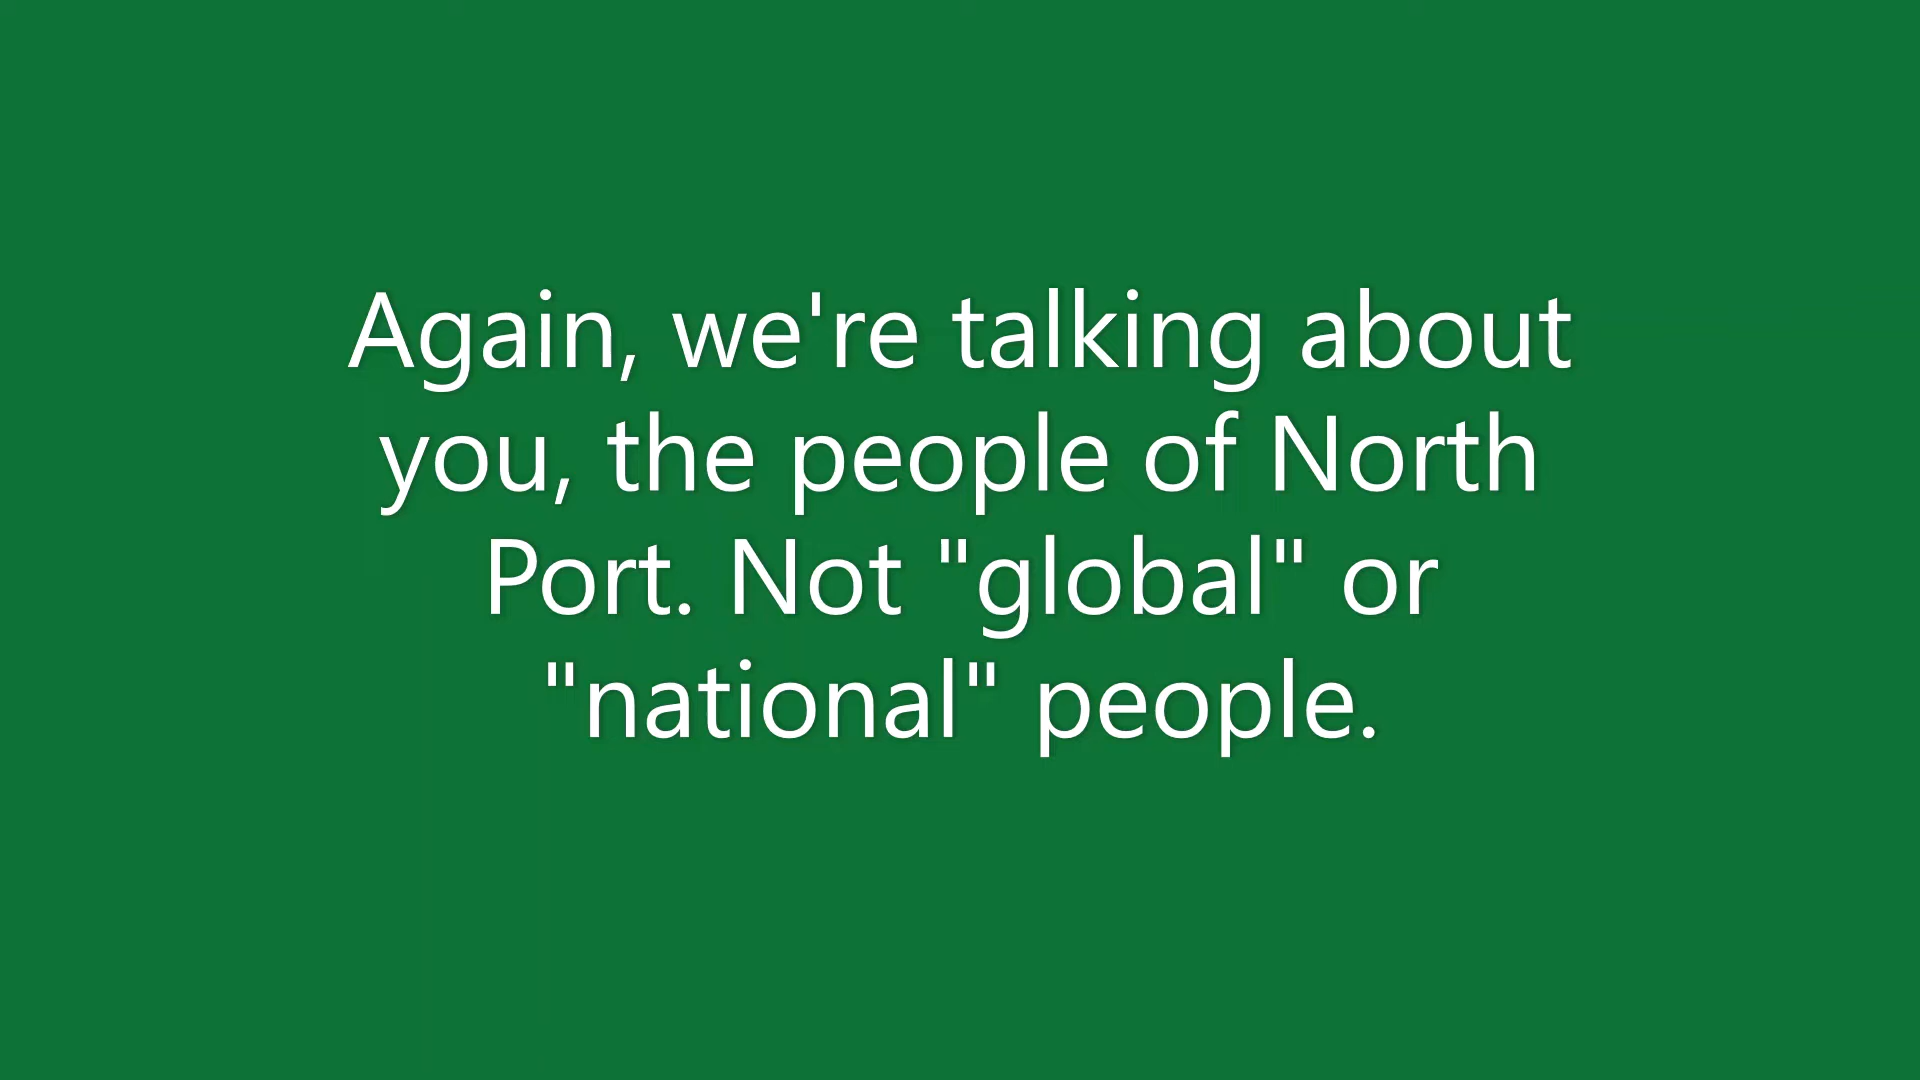 Again, we're talking about
you, the people of North
Port. Not "global" or
"national" people.